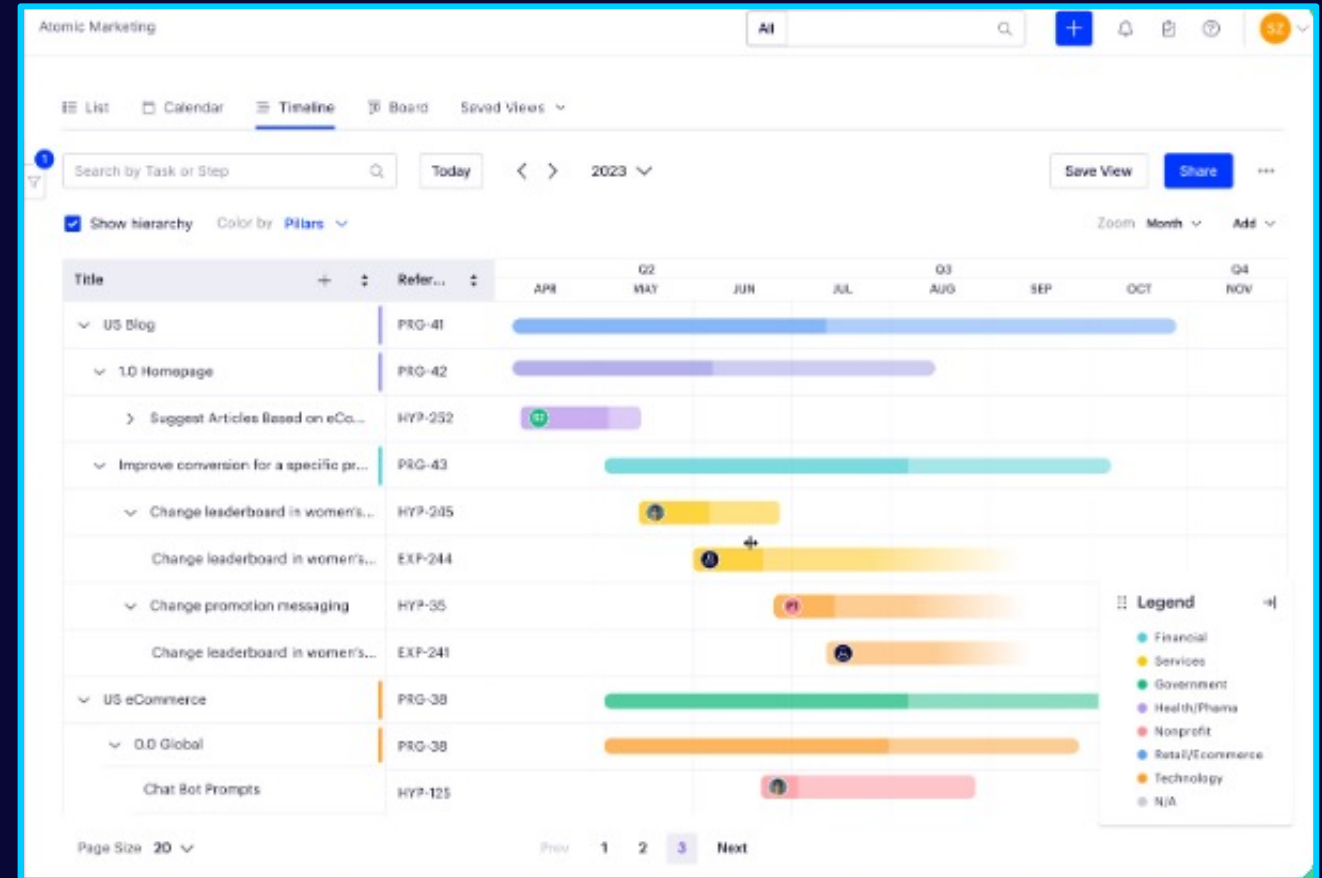 Atomic Marketing
All
SZ
List Calendar Timeline Board Saved Views
1
Search by Task or Step Today 2023 Save View Share
Show hierarchy Color by Pillars Zoom Month Add
Title Refer... Q2 Q3 Q4
APR MAY JUN JUL AUG SEP OCT NOV
US Blog PRG-41
1.0 Homepage PRG-42
Suggest Articles Based on eCo... HYP-252
Improve conversion for a specific pr... PRG-43
Change leaderboard in women's... HYP-245
Change leaderboard in women's... EXP-244
Change promotion messaging HYP-35
Change leaderboard in women's... EXP-241
US eCommerce PRG-38
0.0 Global PRG-38
Chat Bot Prompts HYP-125
Legend
Financial
Services
Government
Health/Phama
Nonprofit
Retail/Ecommerce
Technology
N/A
Page Size 20 Prev 1 2 3 Next